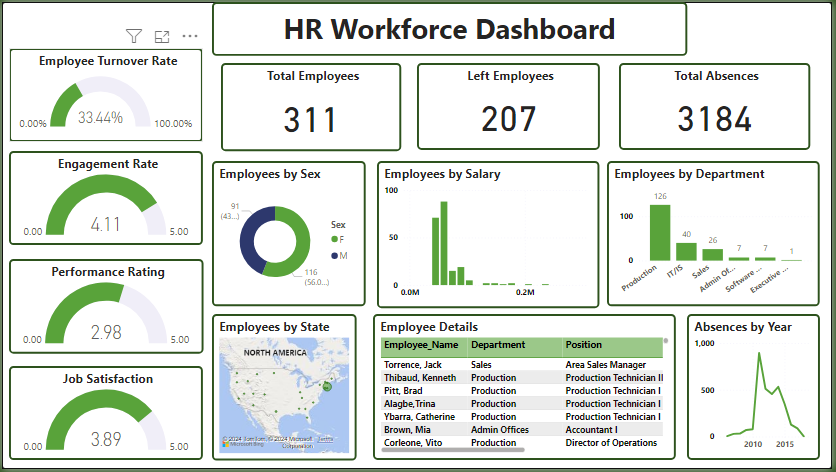 HR Workforce Dashboard
Employee Turnover Rate
33.44%
0.00%
100.00%
Total Employees
311
Left Employees
207
Total Absences
3184
Engagement Rate
4.11
0.00
5.00
Employees by Sex
91
(43...)
116
(56.0...)
Sex
F
M
Employees by Salary
100
50
0
0.0M
0.2M
Employees by Department
100
0
126
40
26
7
7
1
Production
IT/IS
Sales
Admin Of...
Software ...
Executive ...
Performance Rating
2.98
0.00
5.00
Job Satisfaction
3.89
0.00
5.00
Employees by State
NORTH AMERICA
© 2024 TomTom, © 2024 Microsoft
Corporation
Terms
Microsoft Bing
Employee Details
Employee_Name Department Position
Torrence, Jack Sales Area Sales Manager
Thibaud, Kenneth Production Production Technician II
Pitt, Brad Production Production Technician I
Alagbe,Trina Production Production Technician I
Ybarra, Catherine Production Production Technician I
Brown, Mia Admin Offices Accountant I
Corleone, Vito Production Director of Operations
Absences by Year
1,000
500
0
2010
2015